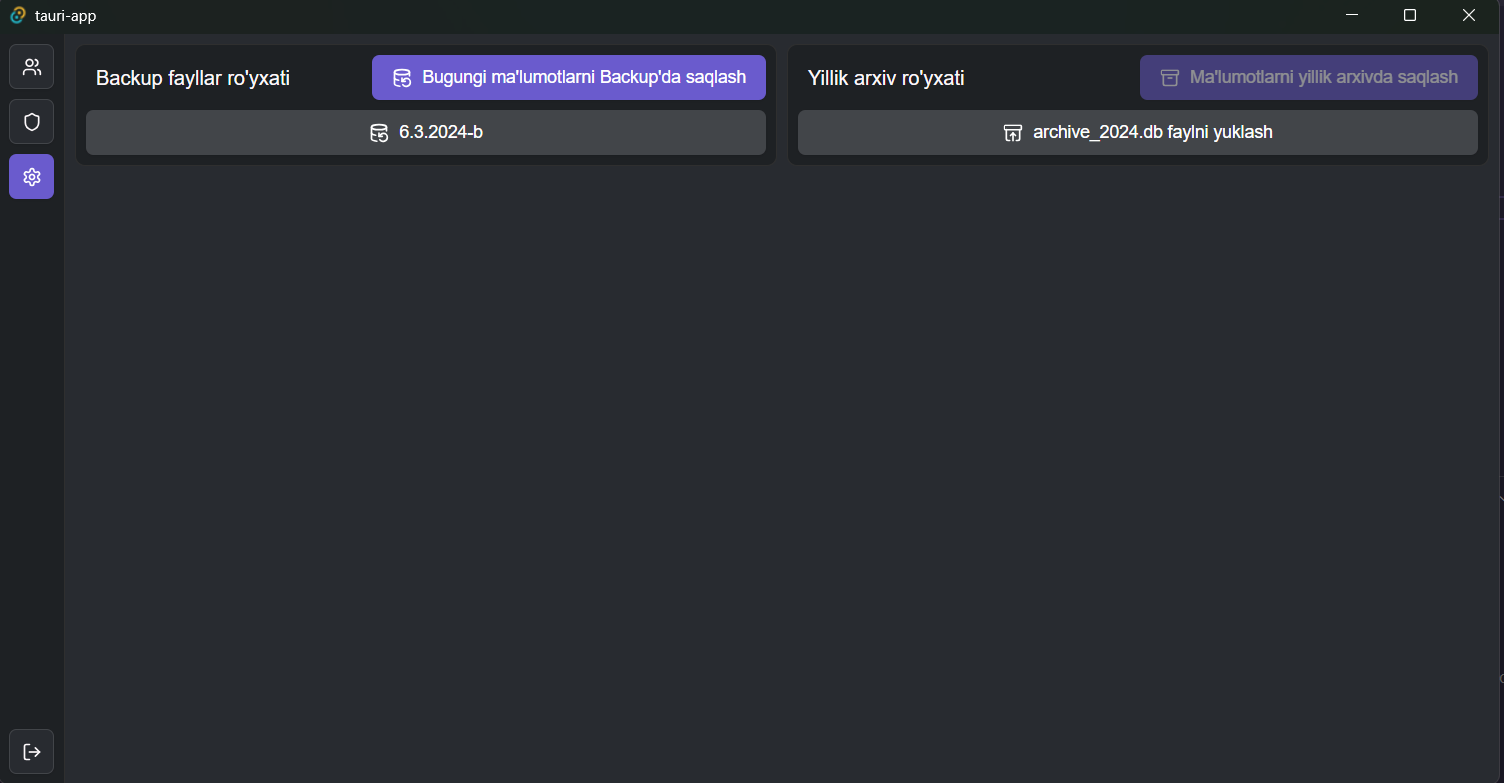 tauri-app
Backup fayllar ro'yxati
Bugungi ma'lumotlarni Backup'da saqlash
6.3.2024-b
Yillik arxiv ro'yxati
Ma'lumotlarni yillik arxivda saqlash
archive_2024.db faylni yuklash